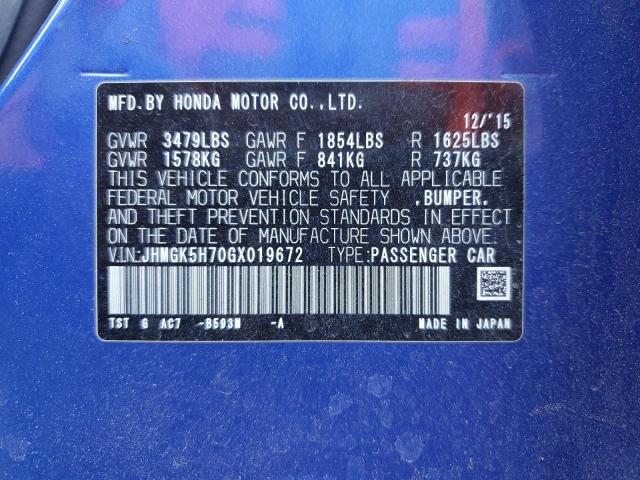 MFD.BY HONDA MOTOR CO.,LTD.
12/'15
GVWR 3479LBS GAWR F 1854LBS R 1625LBS
GVWR 1578KG GAWR F 841KG R 737KG
THIS VEHICLE CONFORMS TO ALL APPLICABLE
FEDERAL MOTOR VEHICLE SAFETY ,BUMPER,
AND THEFT PREVENTION STANDARDS IN EFFECT
ON THE DATE OF MANUFACTURE SHOWN ABOVE.
VIN:JHMGK5H70GX019672 TYPE:PASSENGER CAR
TST G AC7 -B593M -A MADE IN JAPAN